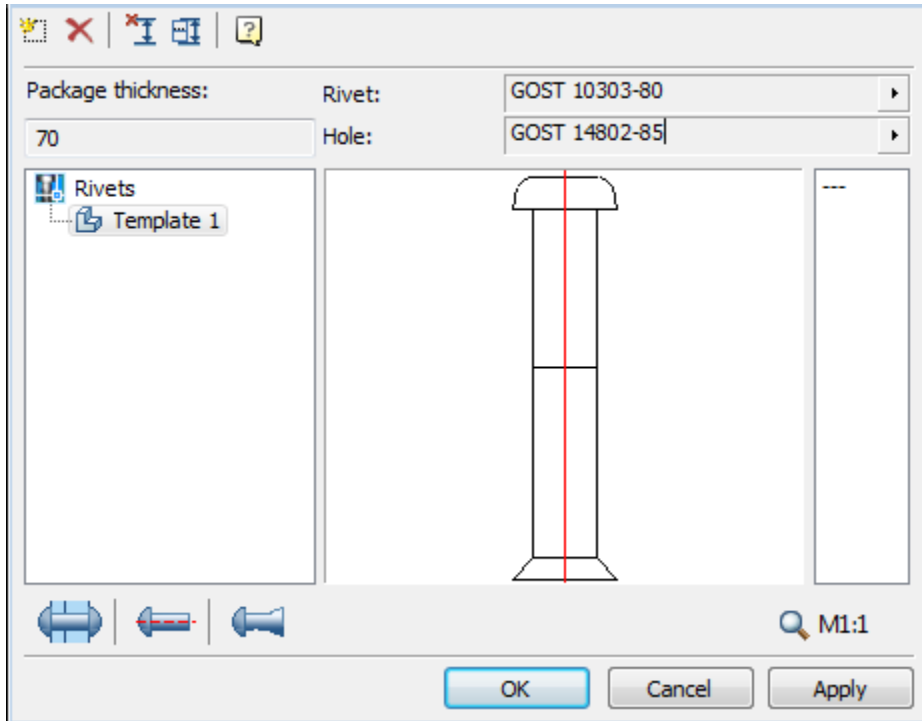 Package thickness:
70
Rivet: GOST 10303-80
Hole: GOST 14802-85
Rivets
Template 1
---
M1:1
OK Cancel Apply